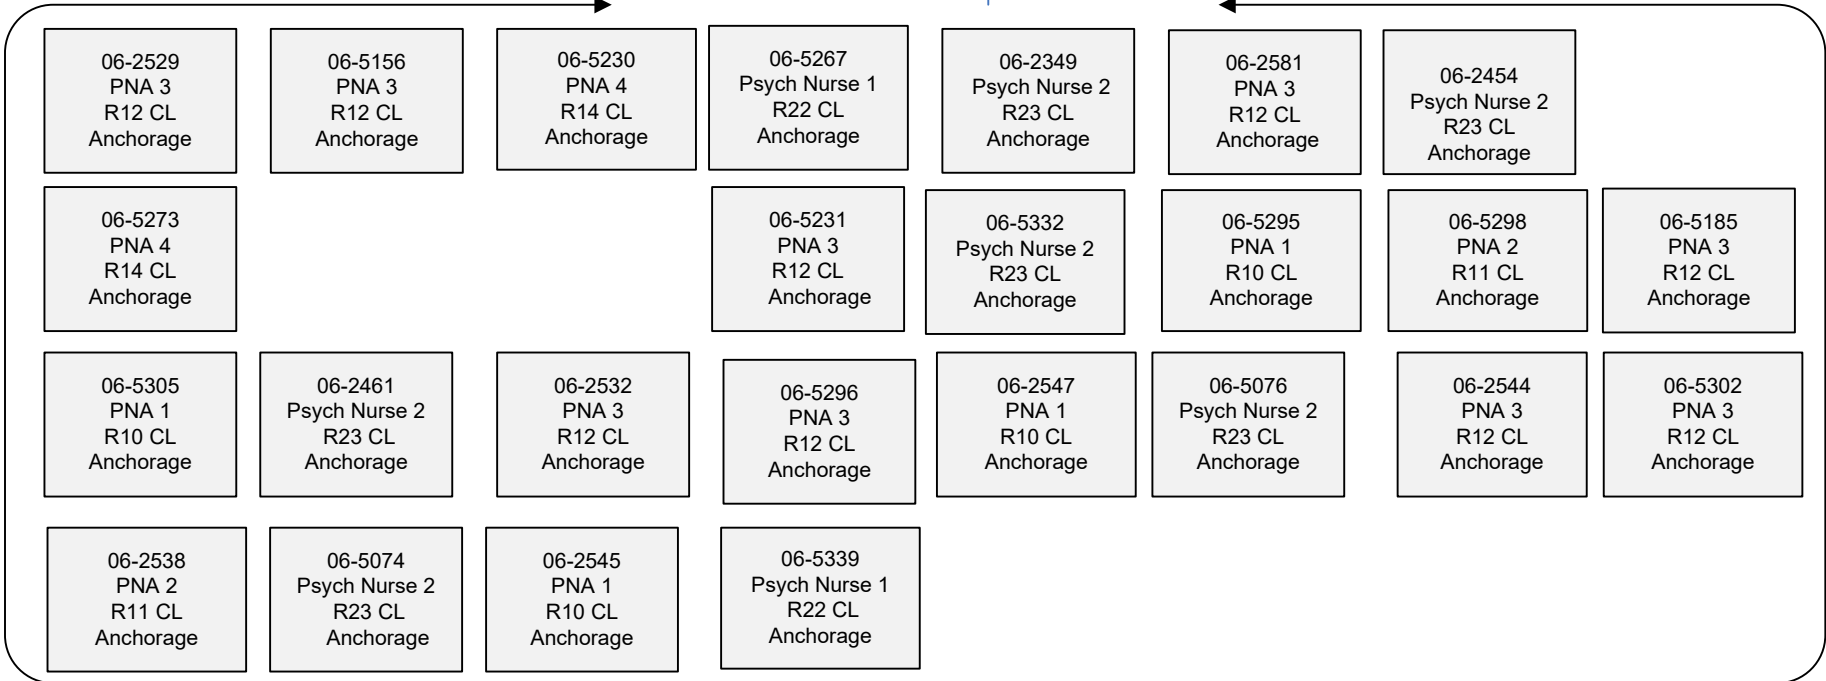 06-2529
PNA 3
R12 CL
Anchorage
06-5156
PNA 3
R12 CL
Anchorage
06-5230
PNA 4
R14 CL
Anchorage
06-5267
Psych Nurse 1
R22 CL
Anchorage
06-2349
Psych Nurse 2
R23 CL
Anchorage
06-2581
PNA 3
R12 CL
Anchorage
06-2454
Psych Nurse 2
R23 CL
Anchorage
06-5273
PNA 4
R14 CL
Anchorage
06-5231
PNA 3
R12 CL
Anchorage
06-5332
Psych Nurse 2
R23 CL
Anchorage
06-5295
PNA 1
R10 CL
Anchorage
06-5298
PNA 2
R11 CL
Anchorage
06-5185
PNA 3
R12 CL
Anchorage
06-5305
PNA 1
R10 CL
Anchorage
06-2461
Psych Nurse 2
R23 CL
Anchorage
06-2532
PNA 3
R12 CL
Anchorage
06-5296
PNA 3
R12 CL
Anchorage
06-2547
PNA 1
R10 CL
Anchorage
06-5076
Psych Nurse 2
R23 CL
Anchorage
06-2544
PNA 3
R12 CL
Anchorage
06-5302
PNA 3
R12 CL
Anchorage
06-2538
PNA 2
R11 CL
Anchorage
06-5074
Psych Nurse 2
R23 CL
Anchorage
06-2545
PNA 1
R10 CL
Anchorage
06-5339
Psych Nurse 1
R22 CL
Anchorage